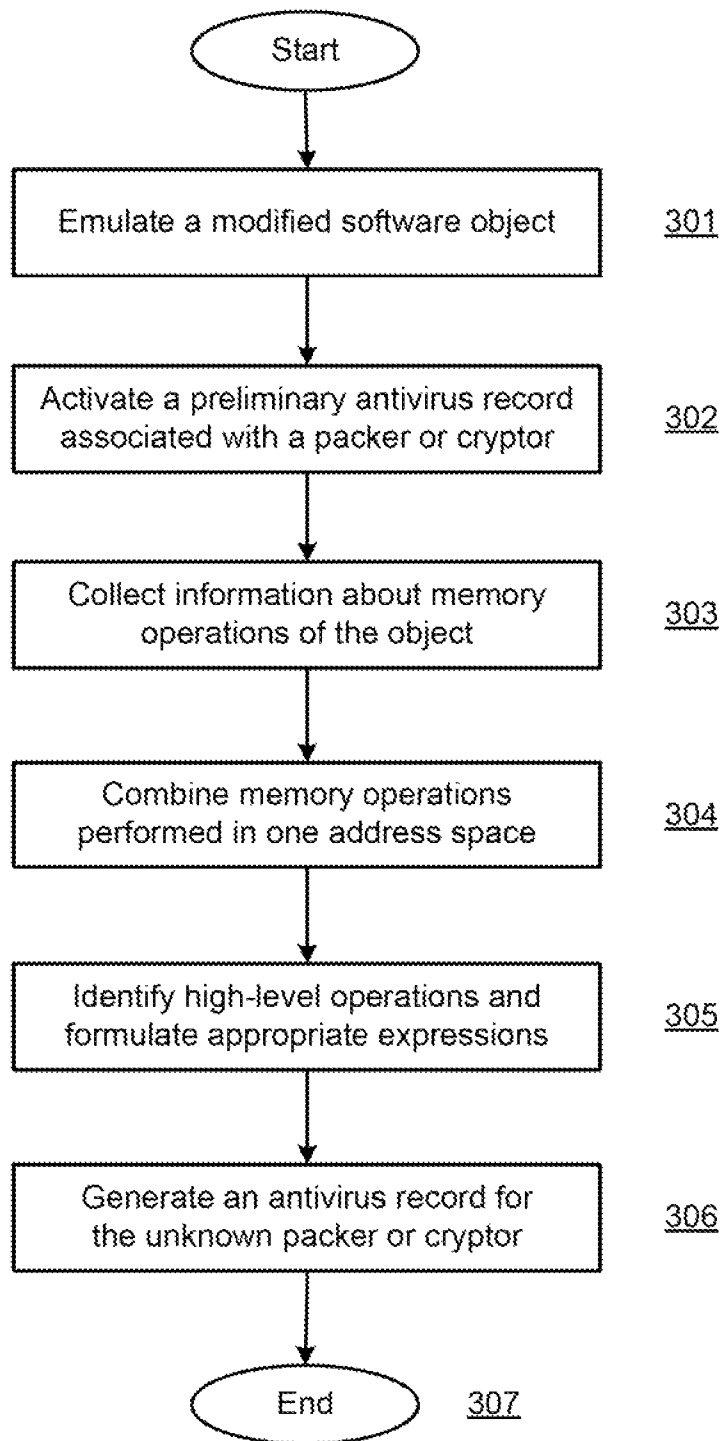 Start
Emulate a modified software object
301
Activate a preliminary antivirus record
associated with a packer or cryptor
302
Collect information about memory
operations of the object
303
Combine memory operations
performed in one address space
304
Identify high-level operations and
formulate appropriate expressions
305
Generate an antivirus record for
the unknown packer or cryptor
306
End
307